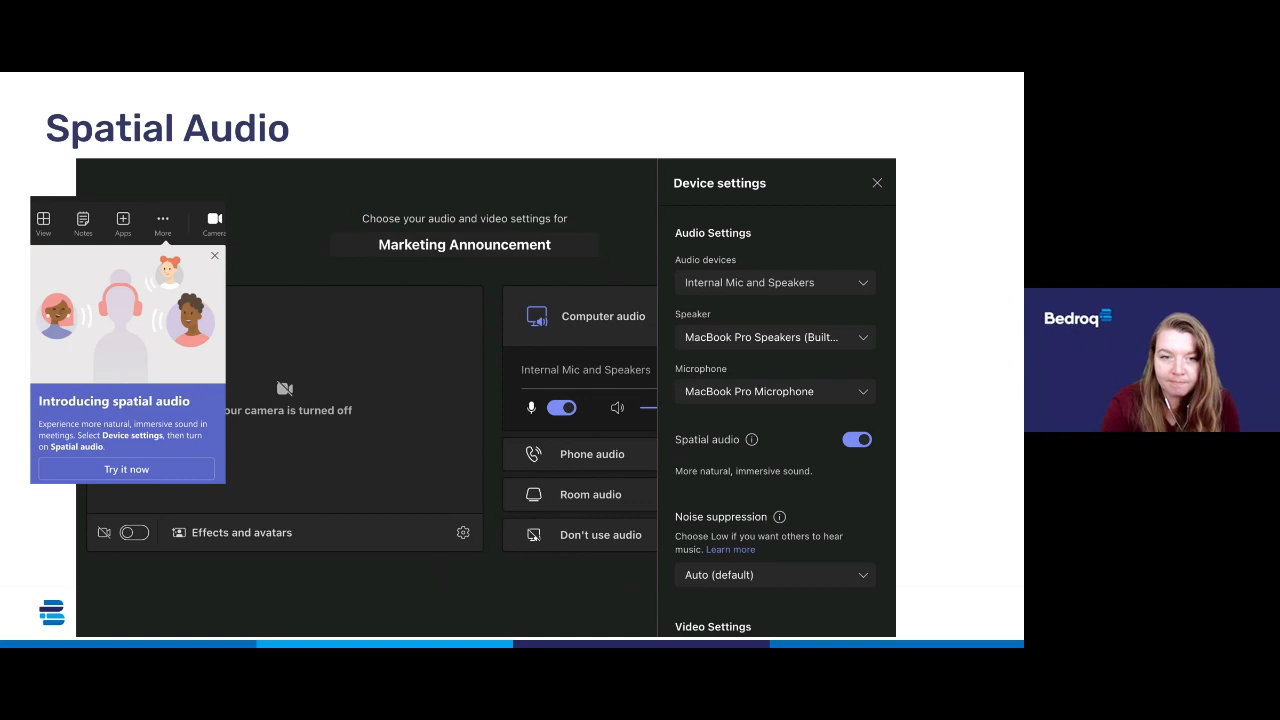 Spatial Audio
View
Notes
Apps
More
Camera
Introducing spatial audio
Experience more natural, immersive sound in
meetings. Select Device settings, then turn
on Spatial audio.
Try it now
Choose your audio and video settings for
Marketing Announcement
our camera is turned off
Effects and avatars
Computer audio
Internal Mic and Speakers
Phone audio
Room audio
Don't use audio
Device settings
Audio Settings
Audio devices
Internal Mic and Speakers
Speaker
MacBook Pro Speakers (Built...
Microphone
MacBook Pro Microphone
Spatial audio
More natural, immersive sound.
Noise suppression
Choose Low if you want others to hear
music. Learn more
Auto (default)
Video Settings
Bedroq